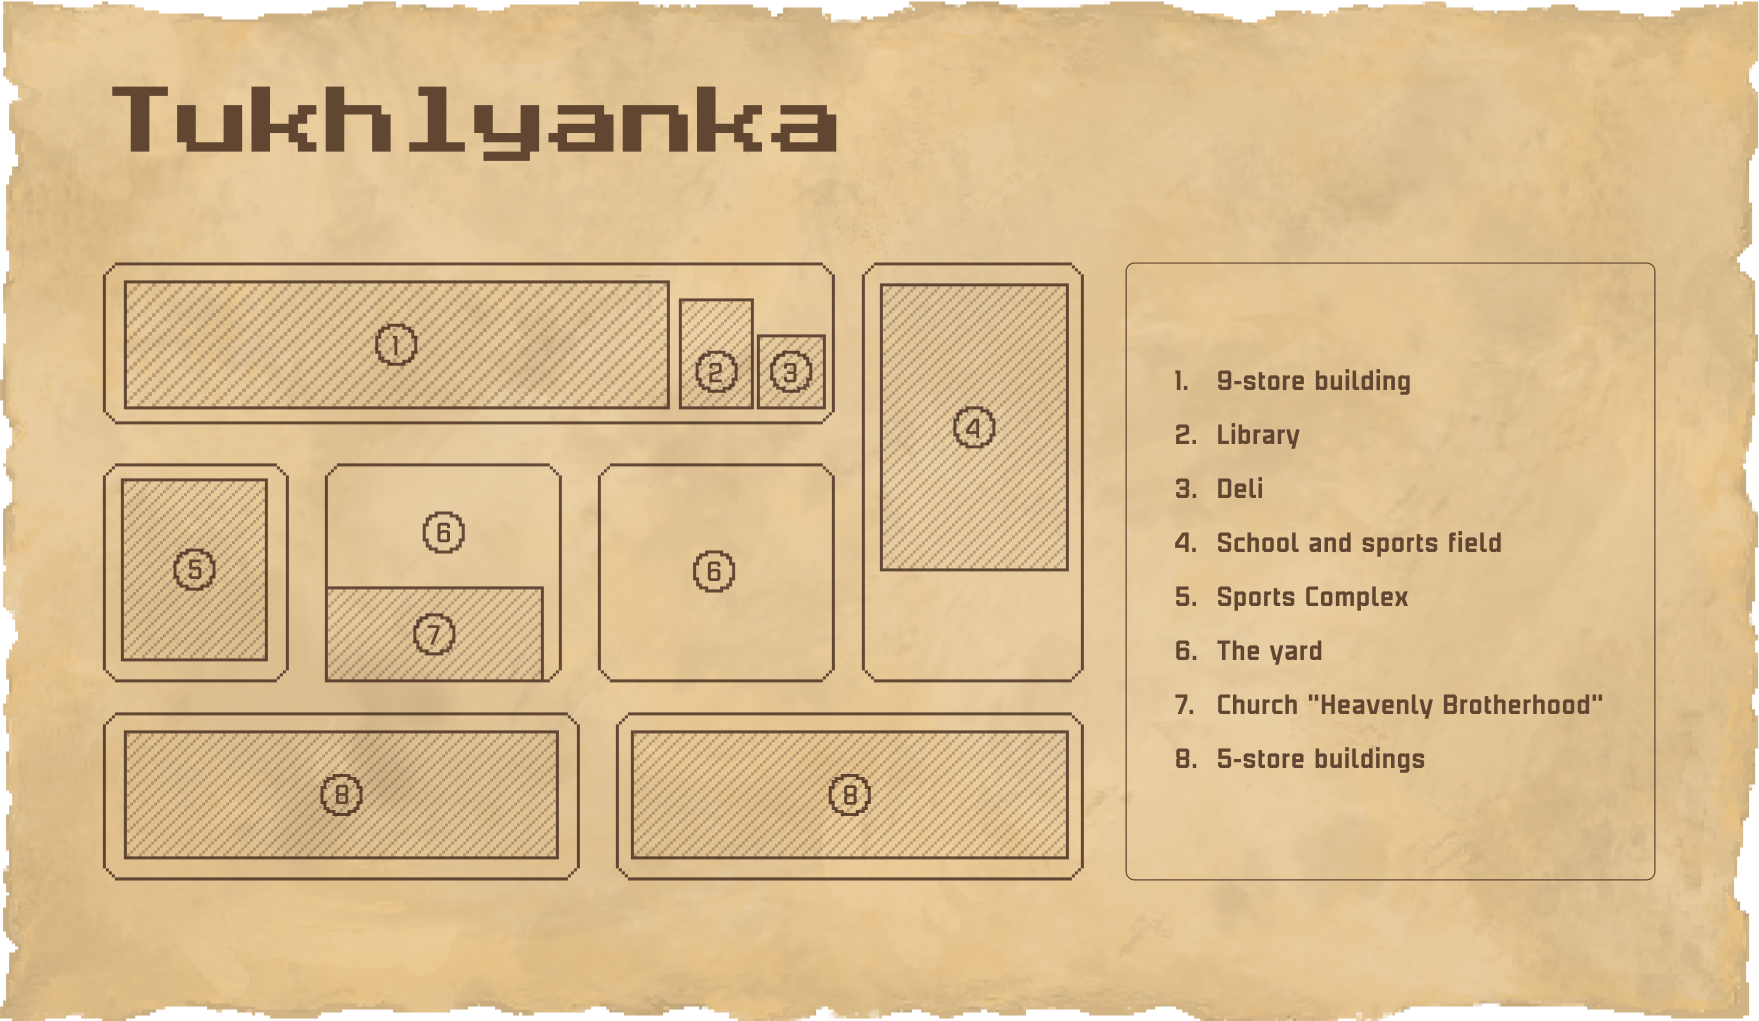 Tukhlyanka
1
2
3
4
5
6
6
7
8
8
1. 9-store building
2. Library
3. Deli
4. School and sports field
5. Sports Complex
6. The yard
7. Church "Heavenly Brotherhood"
8. 5-store buildings